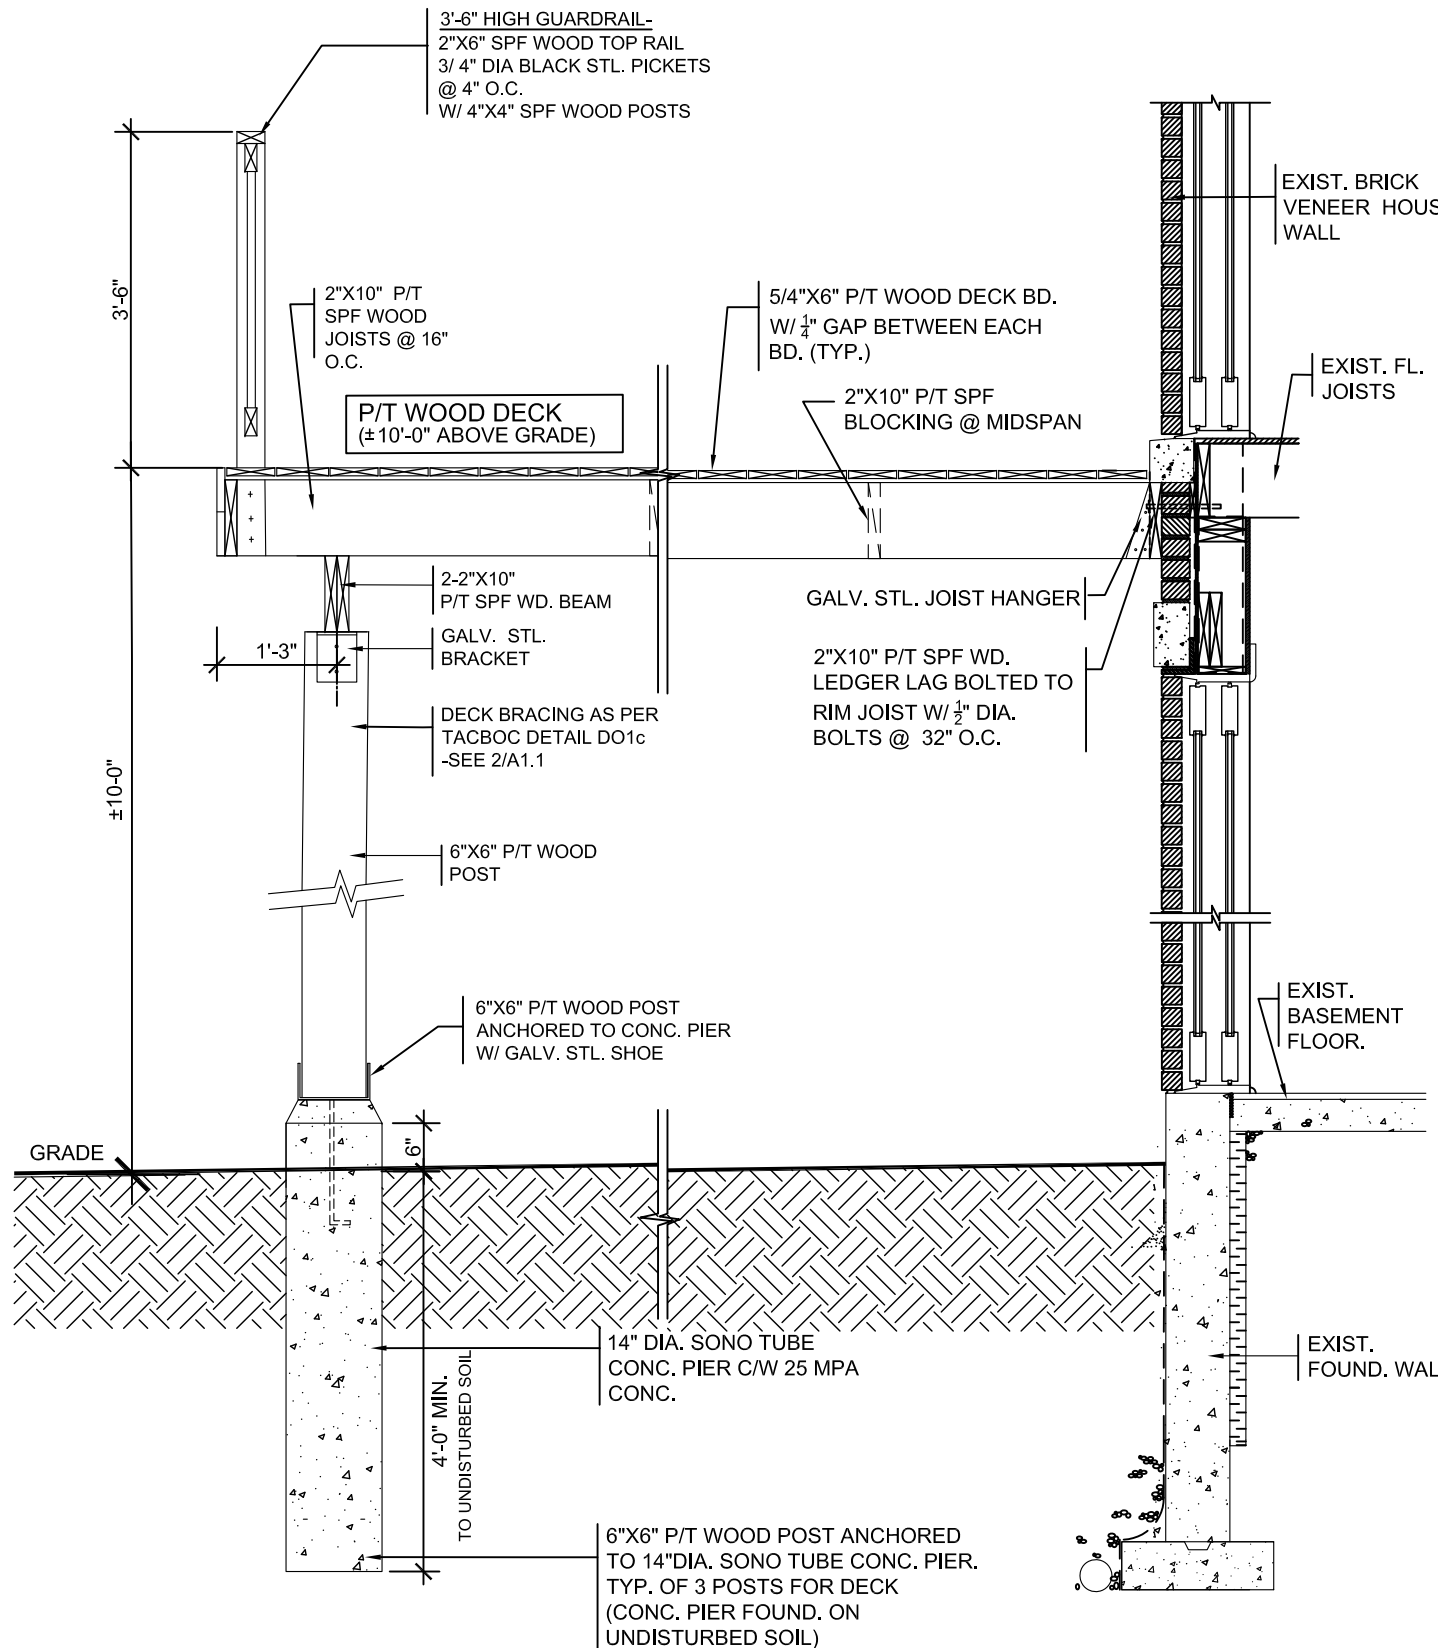 3'-6" HIGH GUARDRAIL-
2"X6" SPF WOOD TOP RAIL
3/ 4" DIA BLACK STL. PICKETS
@ 4" O.C.
W/ 4"X4" SPF WOOD POSTS
EXIST. BRICK
VENEER HOUS
WALL
3'-6"
2"X10" P/T
SPF WOOD
JOISTS @ 16"
O.C.
5/4"X6" P/T WOOD DECK BD.
W/ 1/4" GAP BETWEEN EACH
BD. (TYP.)
EXIST. FL.
JOISTS
P/T WOOD DECK
(±10'-0" ABOVE GRADE)
2"X10" P/T SPF
BLOCKING @ MIDSPAN
2-2"X10"
P/T SPF WD. BEAM
GALV. STL. JOIST HANGER
1'-3"
GALV. STL.
BRACKET
2"X10" P/T SPF WD.
LEDGER LAG BOLTED TO
RIM JOIST W/ 1/2" DIA.
BOLTS @ 32" O.C.
DECK BRACING AS PER
TACBOC DETAIL DO1c
-SEE 2/A1.1
±10-0"
6"X6" P/T WOOD
POST
6"X6" P/T WOOD POST
ANCHORED TO CONC. PIER
W/ GALV. STL. SHOE
EXIST.
BASEMENT
FLOOR.
GRADE
6"
14" DIA. SONO TUBE
CONC. PIER C/W 25 MPA
CONC.
EXIST.
FOUND. WAL
4'-0" MIN.
TO UNDISTURBED SOIL
6"X6" P/T WOOD POST ANCHORED
TO 14"DIA. SONO TUBE CONC. PIER.
TYP. OF 3 POSTS FOR DECK
(CONC. PIER FOUND. ON
UNDISTURBED SOIL)